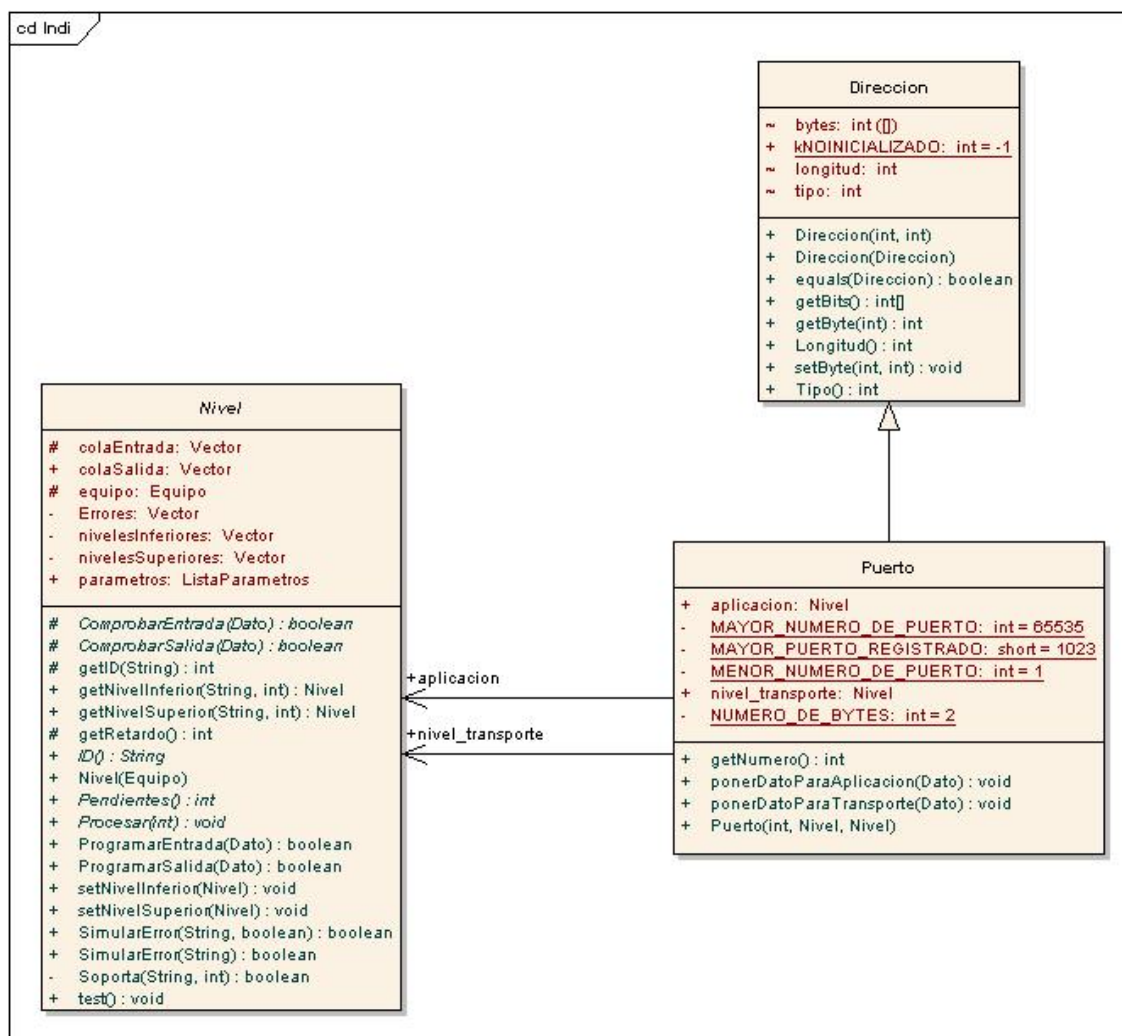 cd Indi
Direccion
~ bytes: int ([])
+ kNOINICIALIZADO: int = -1
~ longitud: int
~ tipo: int
+ Direccion(int, int)
+ Direccion(Direccion)
+ equals(Direccion) : boolean
+ getBits() : int[]
+ getByte(int) : int
+ Longitud() : int
+ setByte(int, int) : void
+ Tipo() : int
Nivel
# colaEntrada: Vector
+ colaSalida: Vector
# equipo: Equipo
- Errores: Vector
- nivelesInferiores: Vector
- nivelesSuperiores: Vector
+ parametros: ListaParametros
# ComprobarEntrada(Dato) : boolean
# ComprobarSalida(Dato) : boolean
# getID(String) : int
+ getNivelInferior(String, int) : Nivel
+ getNivelSuperior(String, int) : Nivel
# getRetardo() : int
+ ID() : String
+ Nivel(Equipo)
+ Pendientes() : int
+ Procesar(int) : void
+ ProgramarEntrada(Dato) : boolean
+ ProgramarSalida(Dato) : boolean
+ setNivelInferior(Nivel) : void
+ setNivelSuperior(Nivel) : void
+ SimularError(String, boolean) : boolean
+ SimularError(String) : boolean
- Soporta(String, int) : boolean
+ test() : void
+aplicacion
+nivel_transporte
Puerto
+ aplicacion: Nivel
- MAYOR_NUMERO_DE_PUERTO: int = 65535
- MAYOR_PUERTO_REGISTRADO: short = 1023
- MENOR_NUMERO_DE_PUERTO: int = 1
+ nivel_transporte: Nivel
- NUMERO_DE_BYTES: int = 2
+ getNumero() : int
+ ponerDatoParaAplicacion(Dato) : void
+ ponerDatoParaTransporte(Dato) : void
+ Puerto(int, Nivel, Nivel)